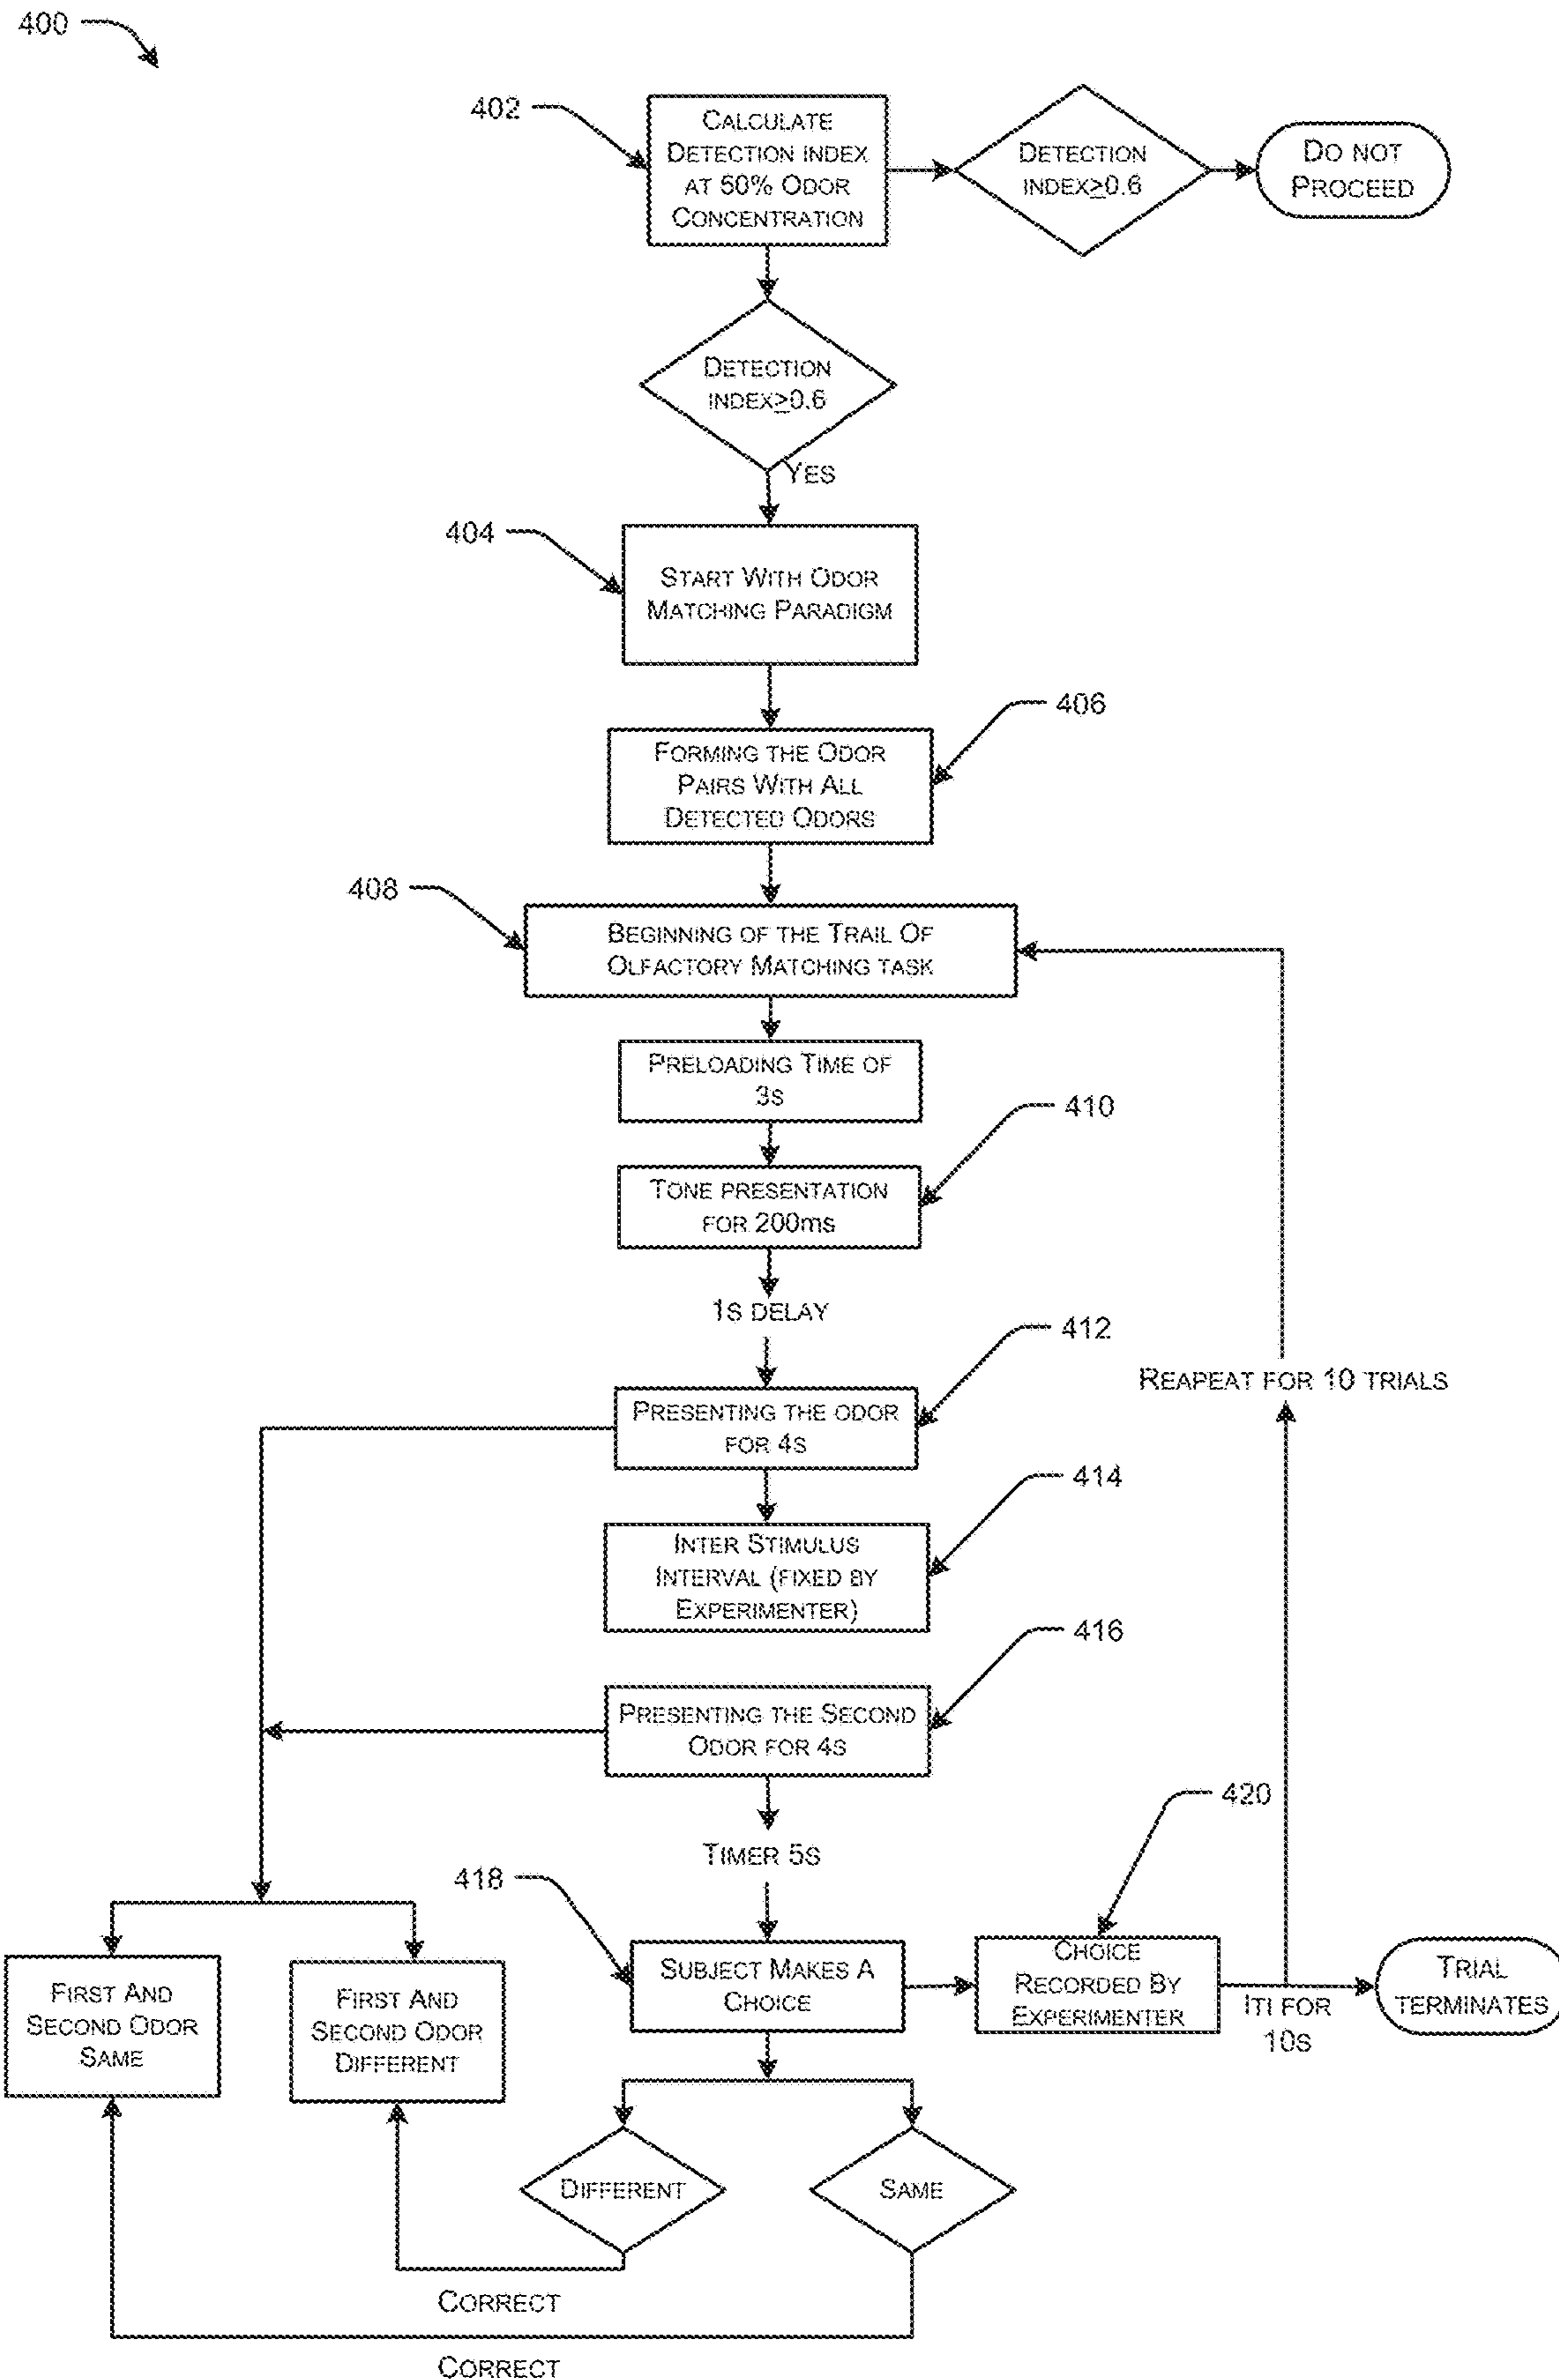 400
402
CALCULATE
DETECTION INDEX
AT 50% ODOR
CONCENTRATION
DETECTION
INDEX≥0.6
DO NOT
PROCEED
DETECTION
INDEX≥0.6
YES
404
START WITH ODOR
MATCHING PARADIGM
406
FORMING THE ODOR
PAIRS WITH ALL
DETECTED ODORS
408
BEGINNING OF THE TRAIL OF
OLFACTORY MATCHING TASK
PRELOADING TIME OF
3S
410
TONE PRESENTATION
FOR 200ms
1S DELAY
412
PRESENTING THE ODOR
FOR 4S
REAPEAT FOR 10 TRIALS
414
INTER STIMULUS
INTERVAL (FIXED BY
EXPERIMENTER)
416
PRESENTING THE SECOND
ODOR FOR 4S
TIMER 5S
418
420
SUBJECT MAKES A
CHOICE
CHOICE
RECORDED BY
EXPERIMENTER
ITI FOR
10S
TRIAL
TERMINATES
FIRST AND
SECOND ODOR
SAME
FIRST AND
SECOND ODOR
DIFFERENT
DIFFERENT
SAME
CORRECT
CORRECT